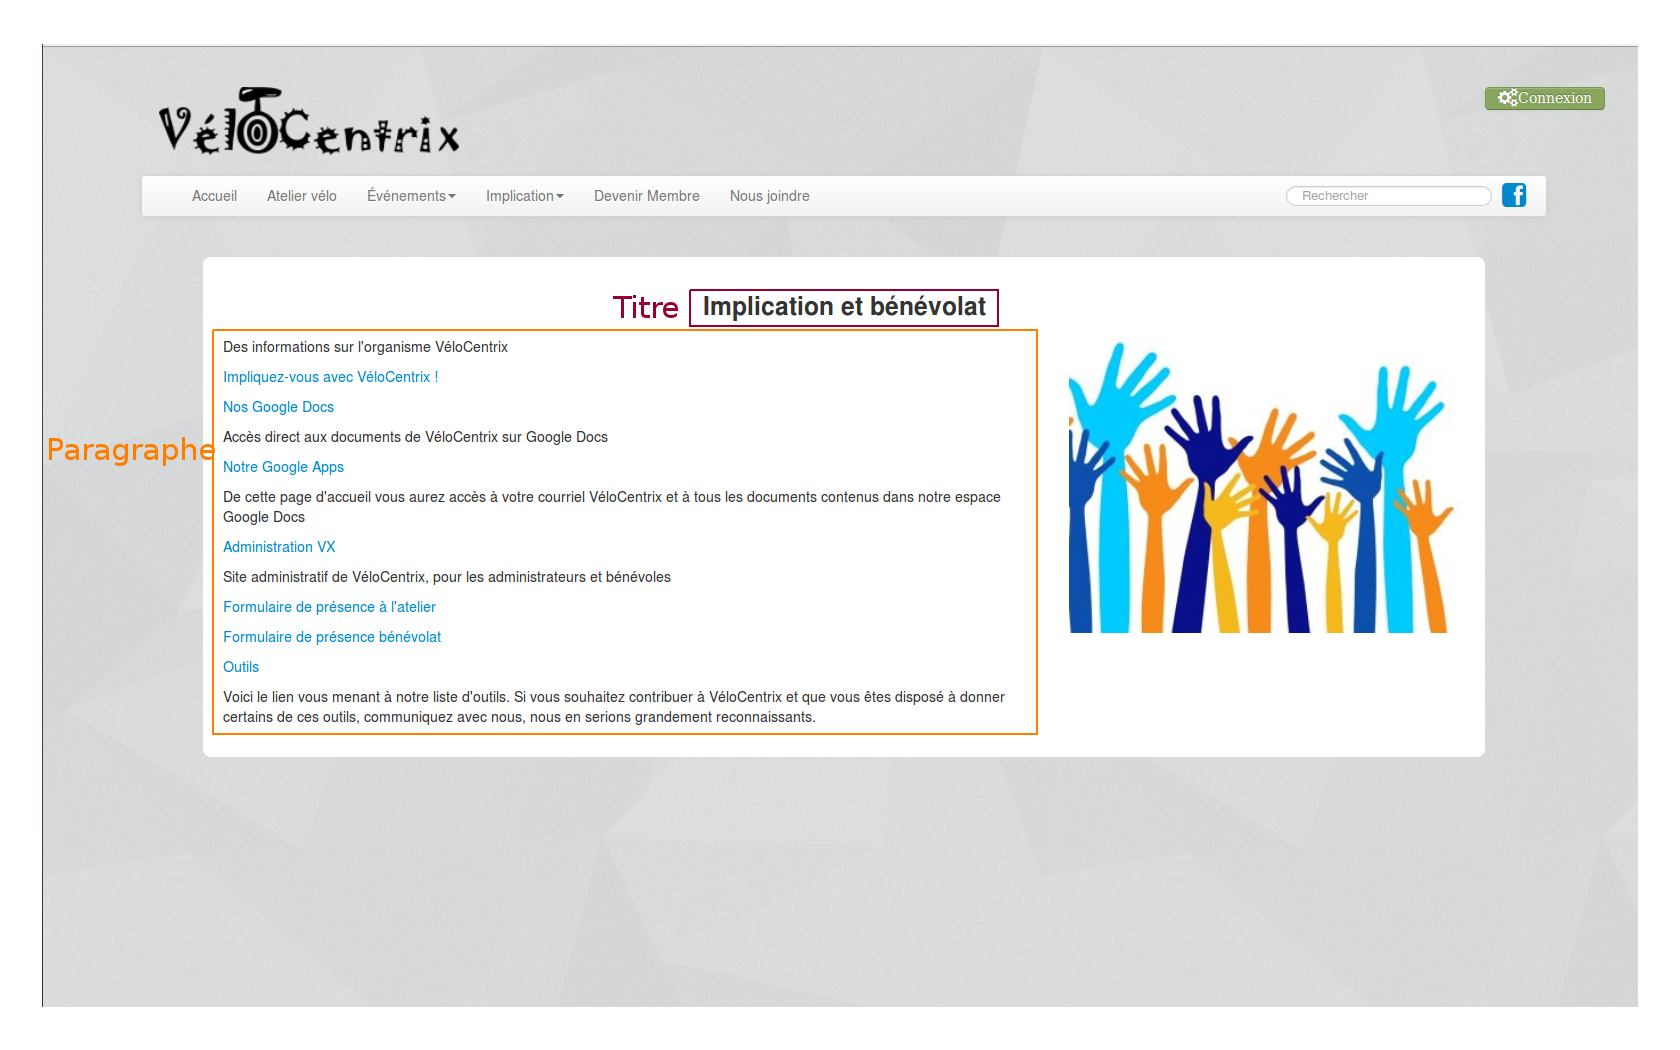 VéloCentrix
Connexion
Accueil Atelier vélo Événements Implication Devenir Membre Nous joindre Rechercher f
Titre Implication et bénévolat
Des informations sur l'organisme VéloCentrix
Impliquez-vous avec VéloCentrix !
Nos Google Docs
Accès direct aux documents de VéloCentrix sur Google Docs
Paragraphe
Notre Google Apps
De cette page d'accueil vous aurez accès à votre courriel VéloCentrix et à tous les documents contenus dans notre espace
Google Docs
Administration VX
Site administratif de VéloCentrix, pour les administrateurs et bénévoles
Formulaire de présence à l'atelier
Formulaire de présence bénévolat
Outils
Voici le lien vous menant à notre liste d'outils. Si vous souhaitez contribuer à VéloCentrix et que vous êtes disposé à donner
certains de ces outils, communiquez avec nous, nous en serions grandement reconnaissants.